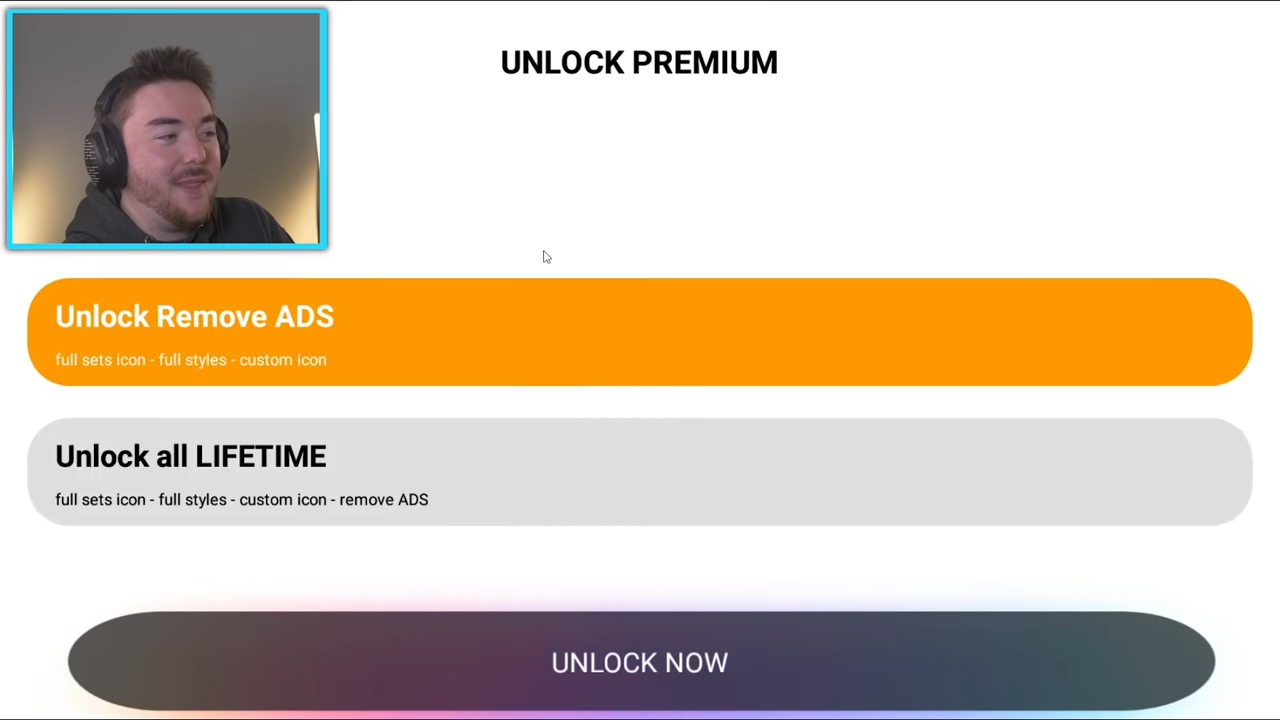 UNLOCK PREMIUM
Unlock Remove ADS
full sets icon - full styles - custom icon
Unlock all LIFETIME
full sets icon - full styles - custom icon - remove ADS
UNLOCK NOW